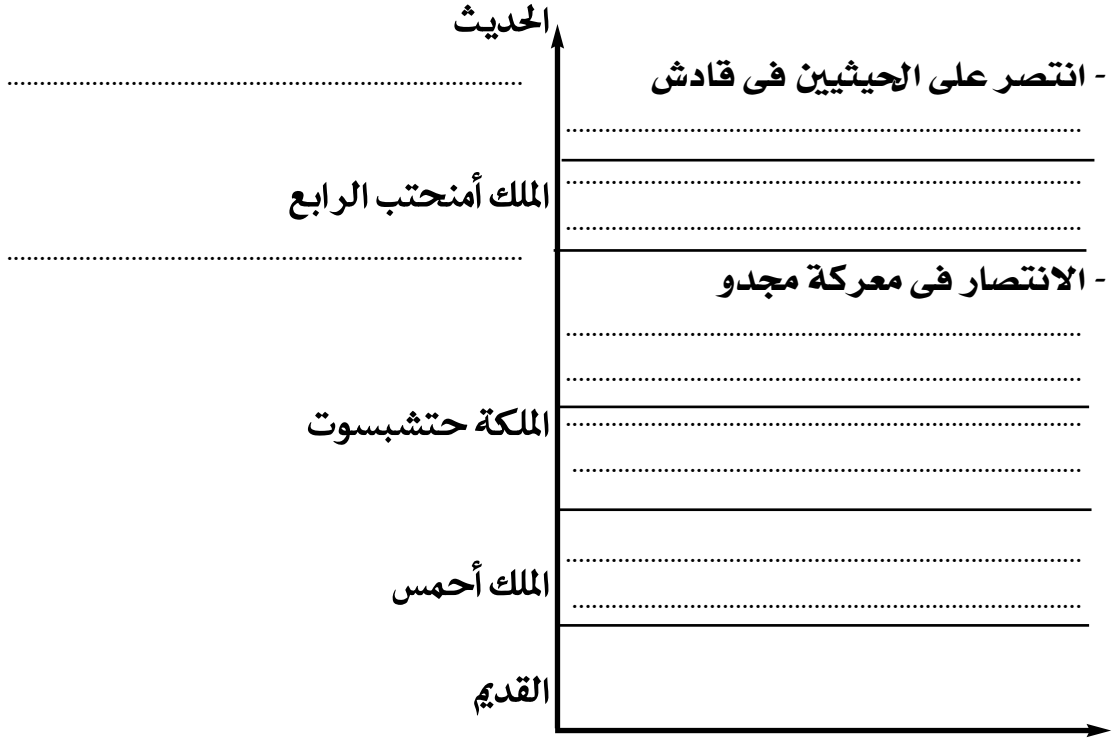 الحديث
- انتصر على الحيثيين فى قادش
الملك أمنحتب الرابع
- الانتصار فى معركة مجدو
الملكة حتشبسوت
الملك أحمس
القديم